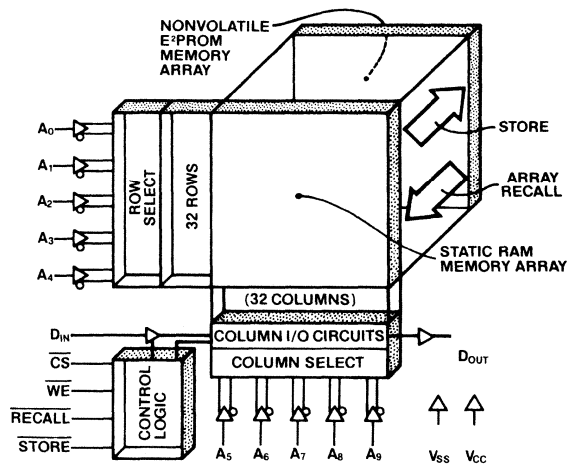 NONVOLATILE
E²PROM
MEMORY
ARRAY
STORE
ARRAY
RECALL
STATIC RAM
MEMORY ARRAY
A0
A1
A2
A3
A4
ROW
SELECT
32 ROWS
(32 COLUMNS)
COLUMN I/O CIRCUITS
COLUMN SELECT
DIN
DOUT
CS
WE
RECALL
STORE
CONTROL
LOGIC
A5 A6 A7 A8 A9
VSS VCC